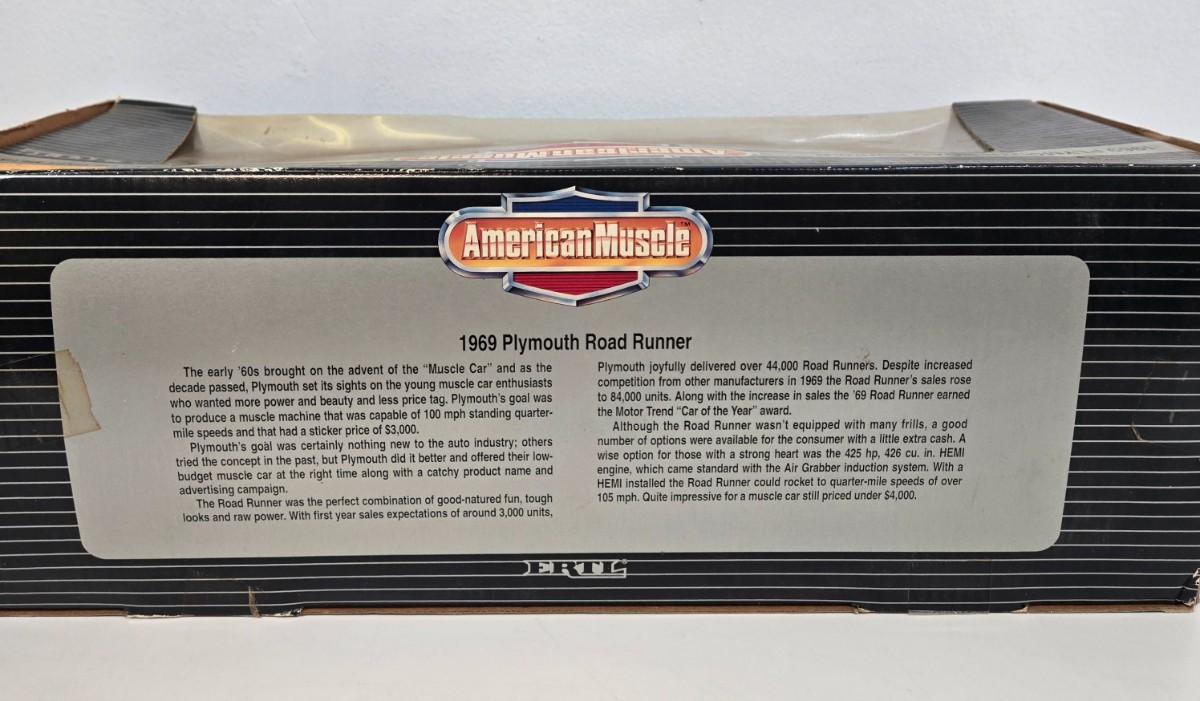 American Muscle
AmericanMuscle™
1969 Plymouth Road Runner
The early '60s brought on the advent of the "Muscle Car" and as the
decade passed, Plymouth set its sights on the young muscle car enthusiasts
who wanted more power and beauty and less price tag. Plymouth's goal was
to produce a muscle machine that was capable of 100 mph standing quarter-
mile speeds and that had a sticker price of $3,000.
Plymouth's goal was certainly nothing new to the auto industry; others
tried the concept in the past, but Plymouth did it better and offered their low-
budget muscle car at the right time along with a catchy product name and
advertising campaign.
The Road Runner was the perfect combination of good-natured fun, tough
looks and raw power. With first year sales expectations of around 3,000 units,
Plymouth joyfully delivered over 44,000 Road Runners. Despite increased
competition from other manufacturers in 1969 the Road Runner's sales rose
to 84,000 units. Along with the increase in sales the '69 Road Runner earned
the Motor Trend "Car of the Year" award.
Although the Road Runner wasn't equipped with many frills, a good
number of options were available for the consumer with a little extra cash. A
wise option for those with a strong heart was the 425 hp, 426 cu. in. HEMI
engine, which came standard with the Air Grabber induction system. With a
HEMI installed the Road Runner could rocket to quarter-mile speeds of over
105 mph. Quite impressive for a muscle car still priced under $4,000.
ERTL®